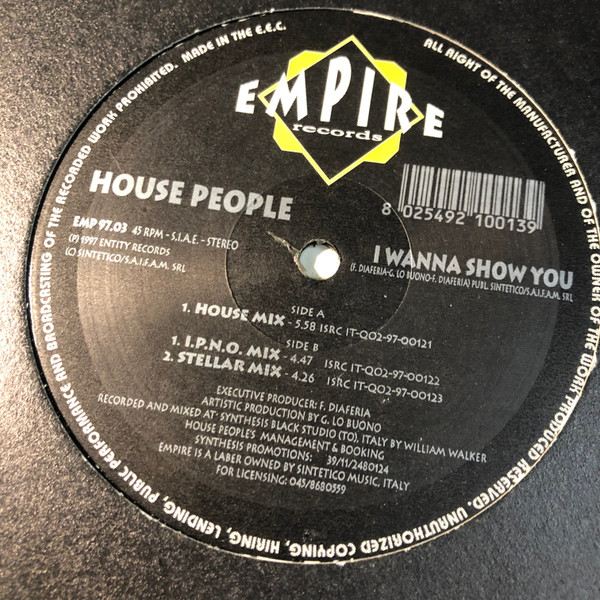 EMPIRE
records
HOUSE PEOPLE
8 025492 100139
EMP 97.03 45 RPM - S.I.A.E. - STEREO
(P) 1997 ENTITY RECORDS
(C) SINTETICO/S.A.I.F.A.M. SRL
I WANNA SHOW YOU
(F. DIAFERIA-G. LO BUONO-F. DIAFERIA) PUBL. SINTETICO/S.A.I.F.A.M. SRL
SIDE A
1. HOUSE MIX - 5.58 ISRC IT-QO2-97-00121
SIDE B
1. I.P.N.O. MIX - 4.47 ISRC IT-QO2-97-00122
2. STELLAR MIX - 4.26 ISRC IT-QO2-97-00123
EXECUTIVE PRODUCER: F. DIAFERIA
ARTISTIC PRODUCTION BY G. LO BUONO
RECORDED AND MIXED AT SYNTHESIS BLACK STUDIO (TO), ITALY BY WILLIAM WALKER
HOUSE PEOPLES MANAGEMENT & BOOKING
SYNTHESIS PROMOTIONS: 39/11/2480124
EMPIRE IS A LABER OWNED BY SINTETICO MUSIC, ITALY
FOR LICENSING: 045/8680559
ALL RIGHT OF THE MANUFACTURER AND OF THE OWNER OF THE WORK PRODUCED RESERVED. UNAUTHORIZED COPYING, HIRING, LENDING, PUBLIC PERFORMANCE AND BROADCASTING OF THE RECORDED WORK PROHIBITED. MADE IN THE E.E.C.